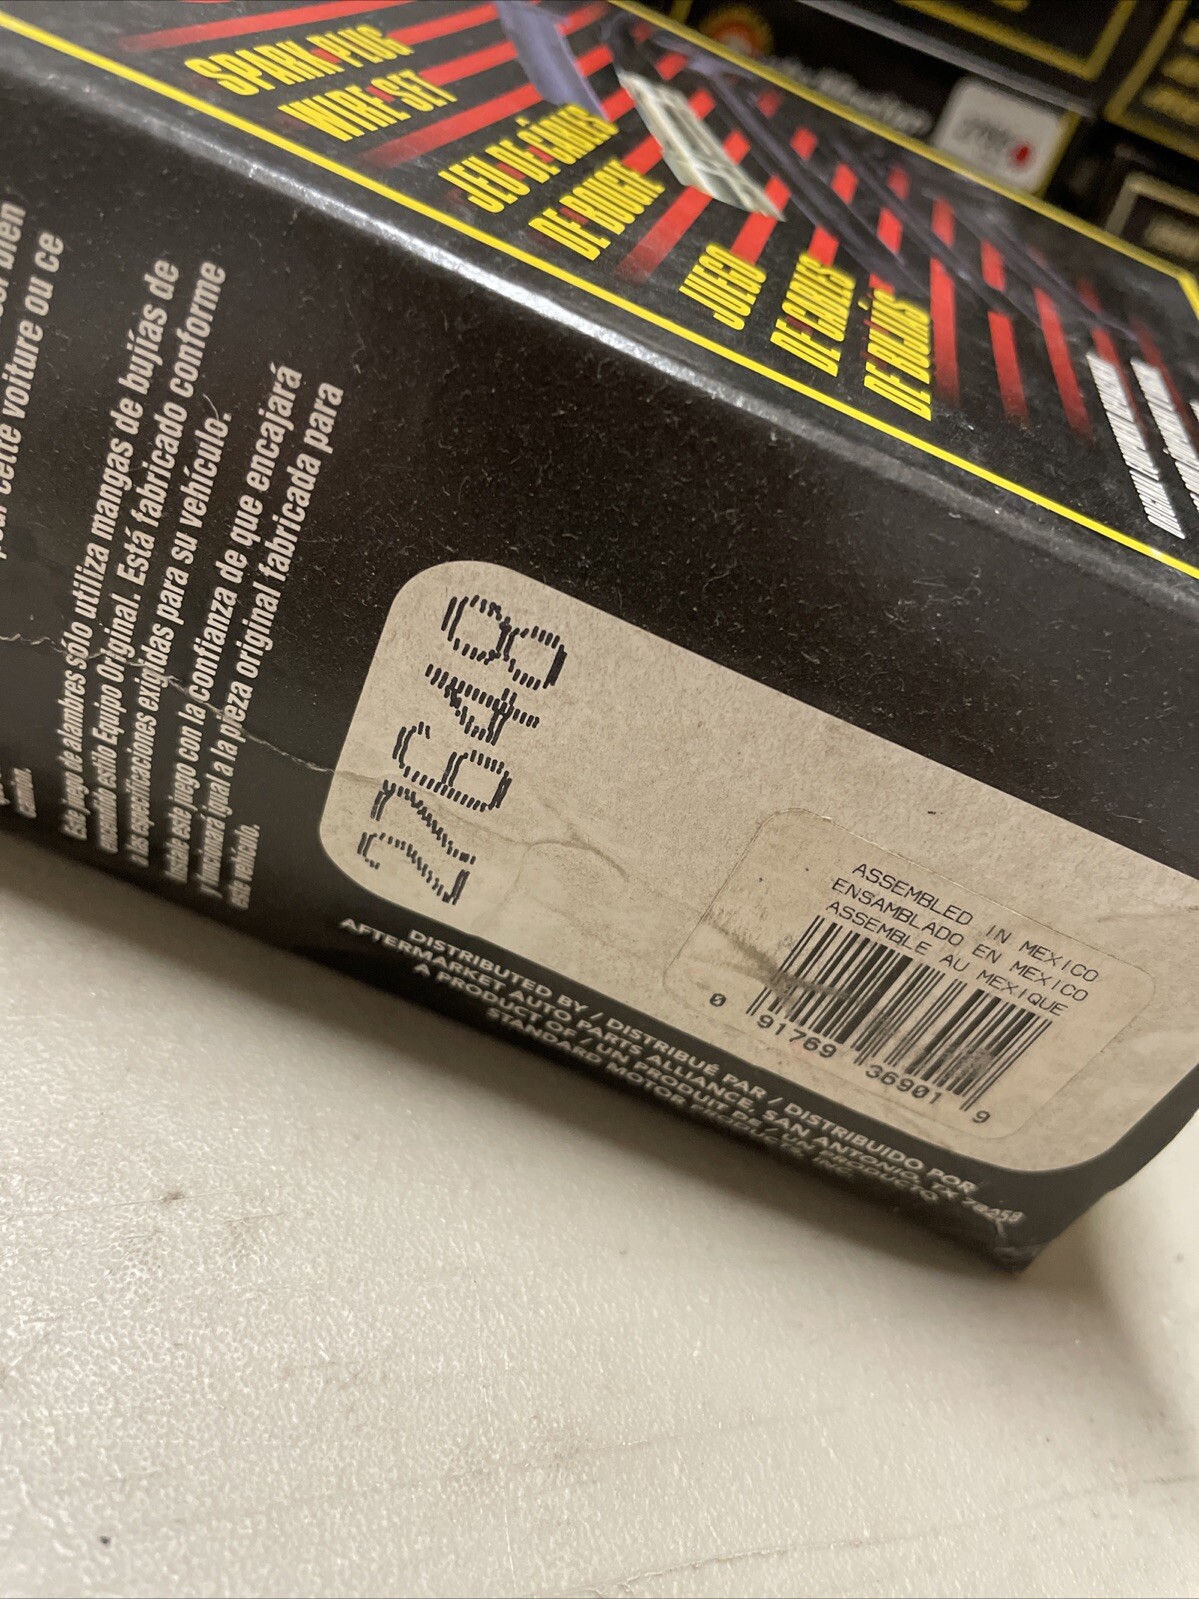 SPARK PLUG
WIRE SET
JEU DE CÂBLES
DE BOUGIE
JUEGO
DE CABLES
DE BUJÍAS
cette voiture ou ce
Este juego de alambres sólo utiliza mangas de bujías de
encendido estilo Equipo Original. Está fabricado conforme
a las especificaciones exigidas para su vehículo.
Instale este juego con la confianza de que encajará
y funcionará igual a la pieza original fabricada para
este vehículo.
27648
ASSEMBLED IN MEXICO
ENSAMBLADO EN MEXICO
ASSEMBLE AU MEXIQUE
0 91769 36901 9
DISTRIBUTED BY / DISTRIBUÉ PAR / DISTRIBUIDO POR
AFTERMARKET AUTO PARTS ALLIANCE, SAN ANTONIO, TX 78258
A PRODUCT OF / UN PRODUIT DE / UN PRODUCTO
STANDARD MOTOR PRODUCTS, INC.